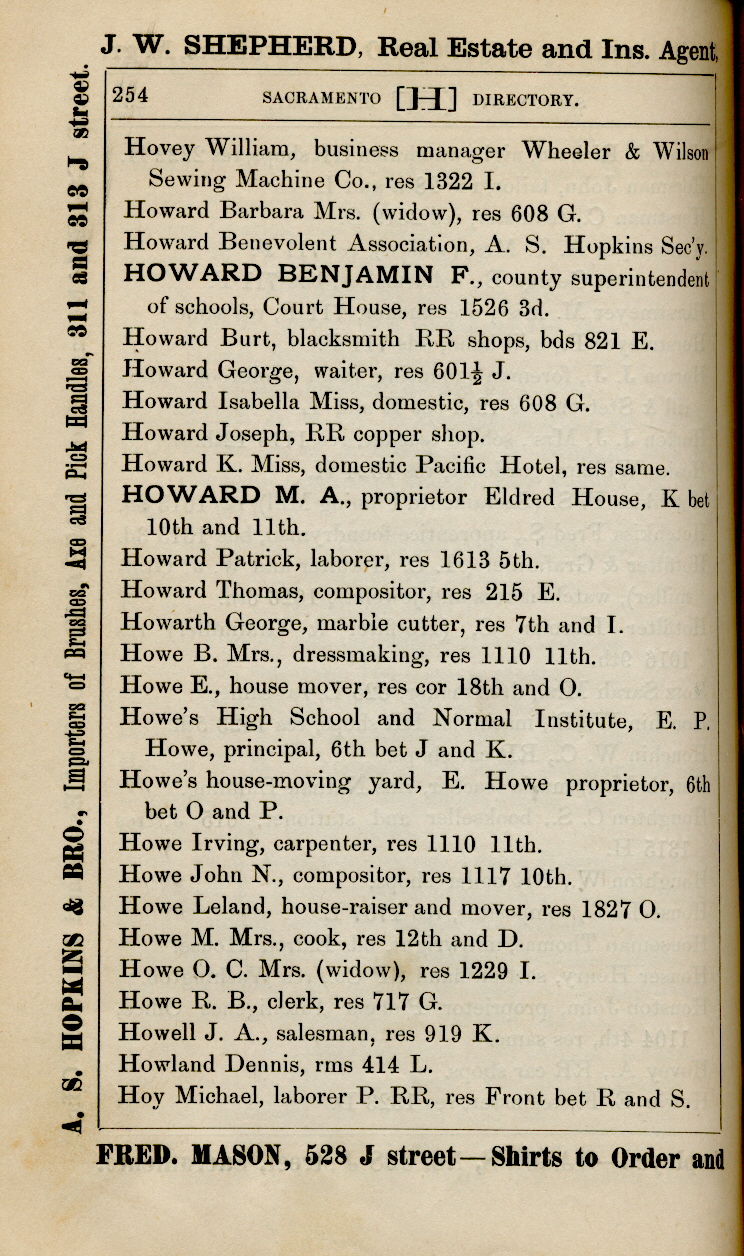 J. W. SHEPHERD, Real Estate and Ins. Agent,
254 SACRAMENTO [H] DIRECTORY.
Hovey William, business manager Wheeler & Wilson
Sewing Machine Co., res 1322 I.
Howard Barbara Mrs. (widow), res 608 G.
Howard Benevolent Association, A. S. Hopkins Sec'y.
HOWARD BENJAMIN F., county superintendent
of schools, Court House, res 1526 3d.
Howard Burt, blacksmith RR shops, bds 821 E.
Howard George, waiter, res 601½ J.
Howard Isabella Miss, domestic, res 608 G.
Howard Joseph, RR copper shop.
Howard K. Miss, domestic Pacific Hotel, res same.
HOWARD M. A., proprietor Eldred House, K bet
10th and 11th.
Howard Patrick, laborer, res 1613 5th.
Howard Thomas, compositor, res 215 E.
Howarth George, marble cutter, res 7th and I.
Howe B. Mrs., dressmaking, res 1110 11th.
Howe E., house mover, res cor 18th and O.
Howe's High School and Normal Institute, E. P.
Howe, principal, 6th bet J and K.
Howe's house-moving yard, E. Howe proprietor, 6th
bet O and P.
Howe Irving, carpenter, res 1110 11th.
Howe John N., compositor, res 1117 10th.
Howe Leland, house-raiser and mover, res 1827 O.
Howe M. Mrs., cook, res 12th and D.
Howe O. C. Mrs. (widow), res 1229 I.
Howe R. B., clerk, res 717 G.
Howell J. A., salesman, res 919 K.
Howland Dennis, rms 414 L.
Hoy Michael, laborer P. RR, res Front bet R and S.
FRED. MASON, 528 J street—Shirts to Order and
A. S. HOPKINS & BRO., Importers of Brushes, Axe and Pick Handles, 311 and 313 J street.